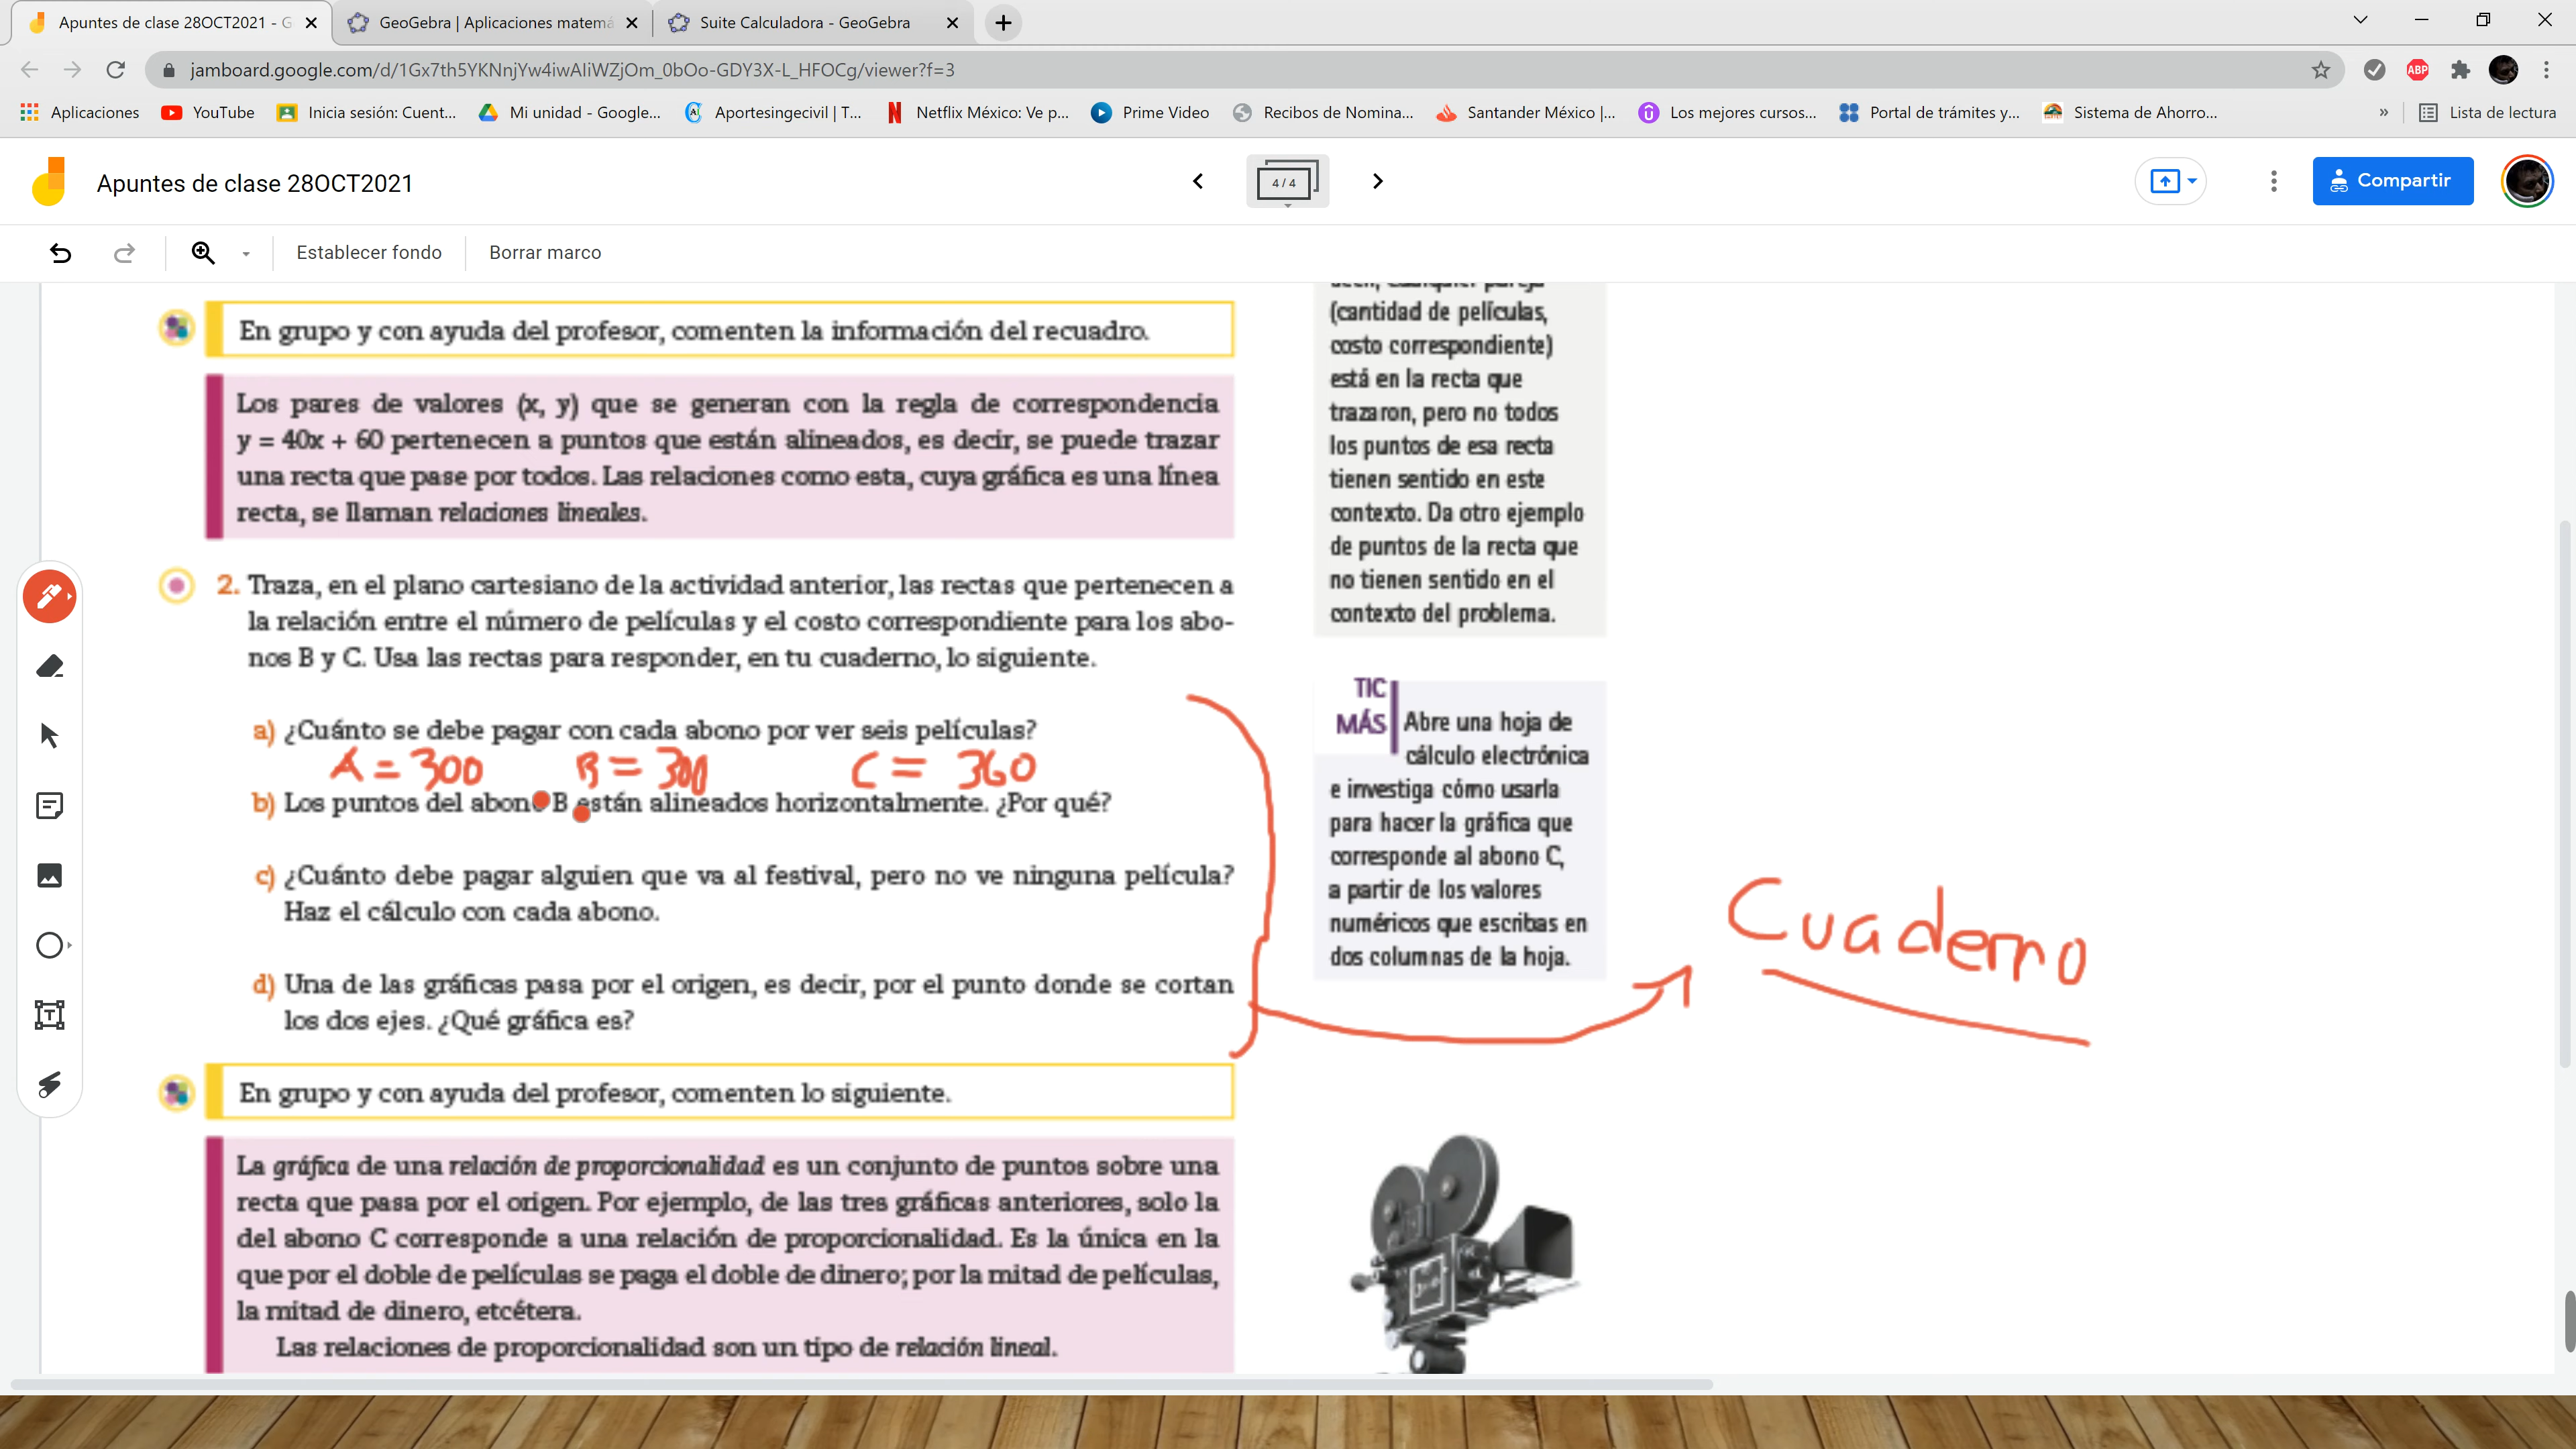 Apuntes de clase 28OCT2021 - G
GeoGebra | Aplicaciones matemá
Suite Calculadora - GeoGebra
jamboard.google.com/d/1Gx7th5YKNnjYw4iwAIiWZjOm_0bOo-GDY3X-L_HFOCg/viewer?f=3
ABP
Aplicaciones
YouTube
Inicia sesión: Cuent...
Mi unidad - Google...
Aportesingecivil | T...
Netflix México: Ve p...
Prime Video
Recibos de Nomina...
Santander México |...
Los mejores cursos...
Portal de trámites y...
Sistema de Ahorro...
»
Lista de lectura
Apuntes de clase 28OCT2021
4 / 4
Compartir
Establecer fondo
Borrar marco
En grupo y con ayuda del profesor, comenten la información del recuadro.
Los pares de valores (x, y) que se generan con la regla de correspondencia
y = 40x + 60 pertenecen a puntos que están alineados, es decir, se puede trazar
una recta que pase por todos. Las relaciones como esta, cuya gráfica es una línea
recta, se llaman relaciones lineales.
2. Traza, en el plano cartesiano de la actividad anterior, las rectas que pertenecen a
la relación entre el número de películas y el costo correspondiente para los abo-
nos B y C. Usa las rectas para responder, en tu cuaderno, lo siguiente.
a) ¿Cuánto se debe pagar con cada abono por ver seis películas?
A = 300 B = 300 C = 360
b) Los puntos del abono B están alineados horizontalmente. ¿Por qué?
c) ¿Cuánto debe pagar alguien que va al festival, pero no ve ninguna película?
Haz el cálculo con cada abono.
d) Una de las gráficas pasa por el origen, es decir, por el punto donde se cortan
los dos ejes. ¿Qué gráfica es?
En grupo y con ayuda del profesor, comenten lo siguiente.
La gráfica de una relación de proporcionalidad es un conjunto de puntos sobre una
recta que pasa por el origen. Por ejemplo, de las tres gráficas anteriores, solo la
del abono C corresponde a una relación de proporcionalidad. Es la única en la
que por el doble de películas se paga el doble de dinero; por la mitad de películas,
la mitad de dinero, etcétera.
Las relaciones de proporcionalidad son un tipo de relación lineal.
(cantidad de películas,
costo correspondiente)
está en la recta que
trazaron, pero no todos
los puntos de esa recta
tienen sentido en este
contexto. Da otro ejemplo
de puntos de la recta que
no tienen sentido en el
contexto del problema.
TIC
MÁS
Abre una hoja de
cálculo electrónica
e investiga cómo usarla
para hacer la gráfica que
corresponde al abono C,
a partir de los valores
numéricos que escribas en
dos columnas de la hoja.
Cuaderno